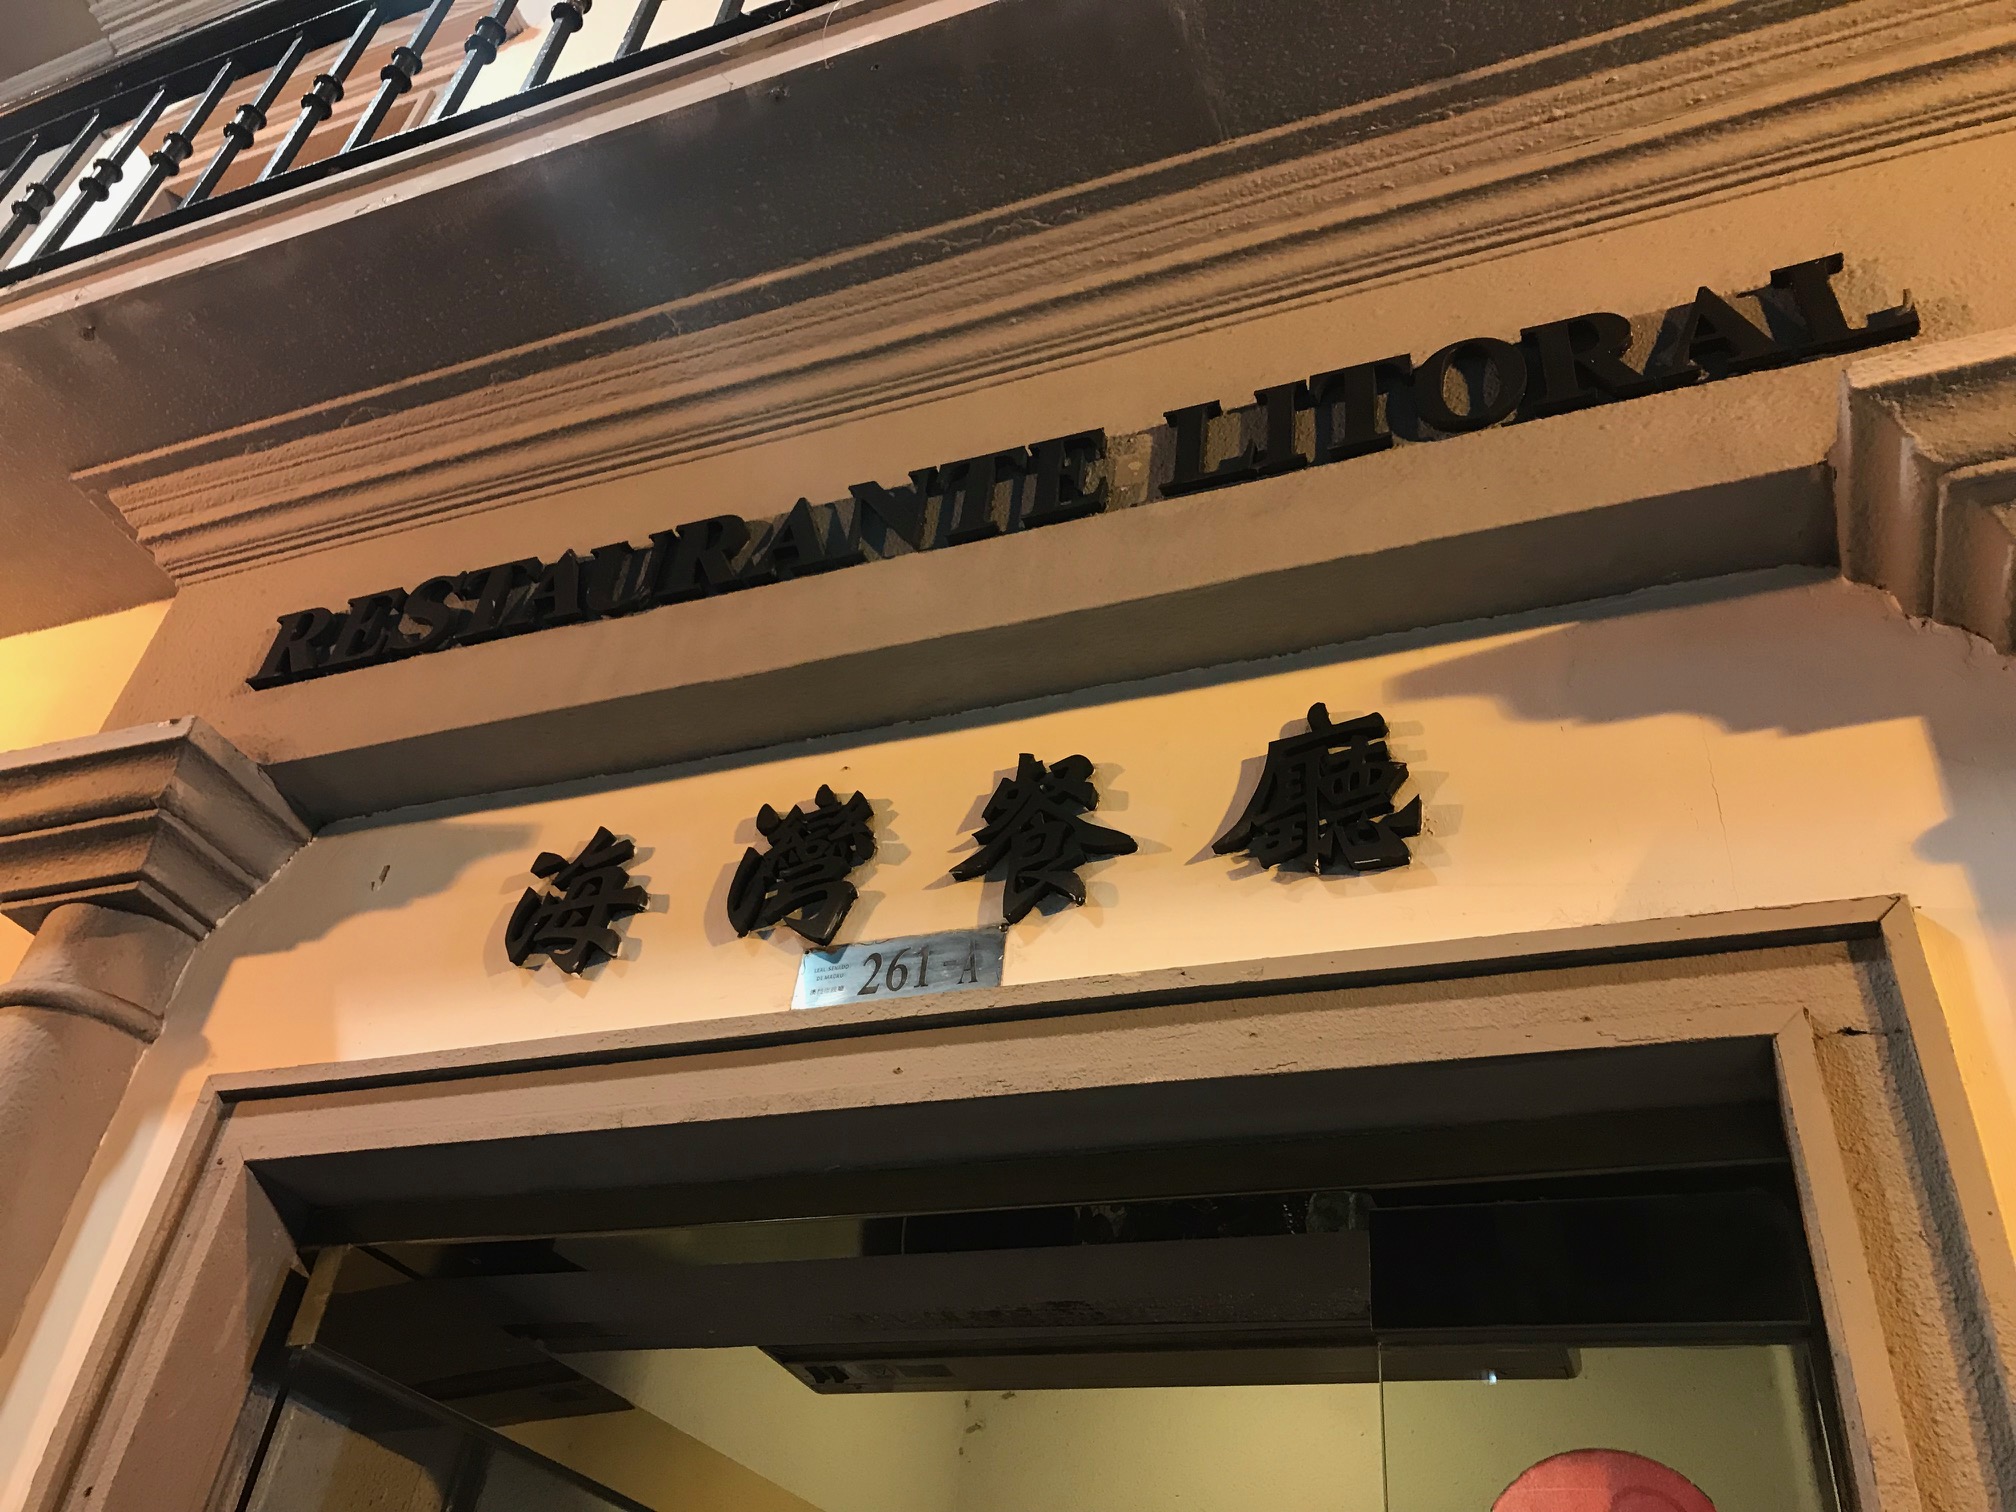 RESTAURANTE LITORAL
海灣餐廳
261-A